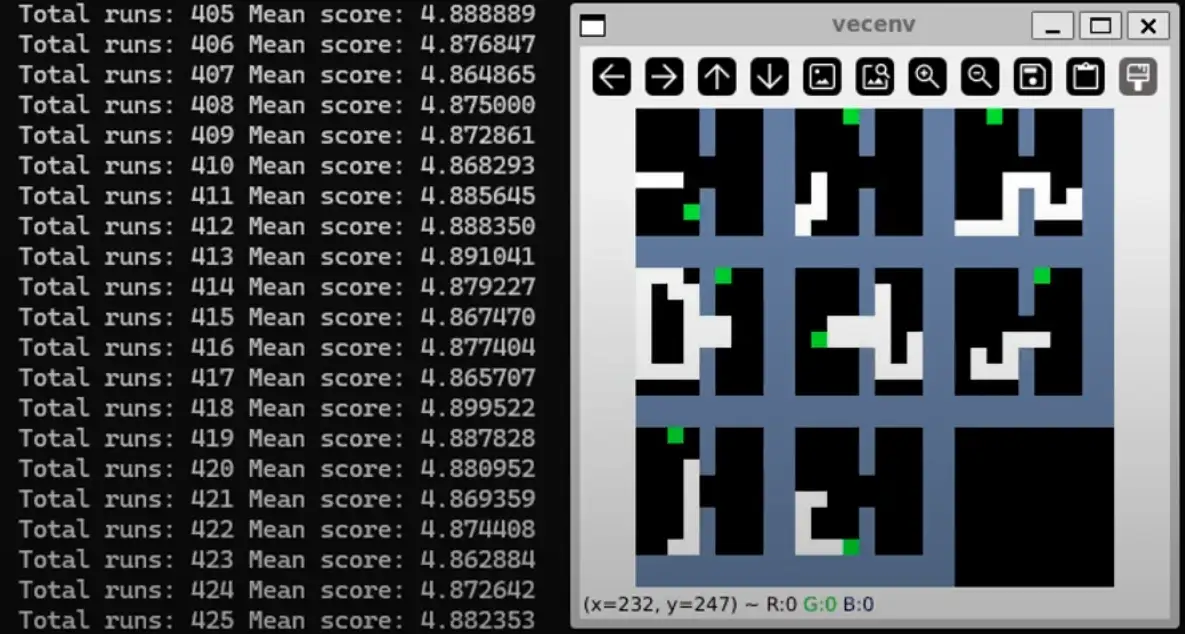 Total runs: 405 Mean score: 4.888889
Total runs: 406 Mean score: 4.876847
Total runs: 407 Mean score: 4.864865
Total runs: 408 Mean score: 4.875000
Total runs: 409 Mean score: 4.872861
Total runs: 410 Mean score: 4.868293
Total runs: 411 Mean score: 4.885645
Total runs: 412 Mean score: 4.888350
Total runs: 413 Mean score: 4.891041
Total runs: 414 Mean score: 4.879227
Total runs: 415 Mean score: 4.867470
Total runs: 416 Mean score: 4.877404
Total runs: 417 Mean score: 4.865707
Total runs: 418 Mean score: 4.899522
Total runs: 419 Mean score: 4.887828
Total runs: 420 Mean score: 4.880952
Total runs: 421 Mean score: 4.869359
Total runs: 422 Mean score: 4.874408
Total runs: 423 Mean score: 4.862884
Total runs: 424 Mean score: 4.872642
Total runs: 425 Mean score: 4.882353
vecenv
(x=232, y=247) ~ R:0 G:0 B:0